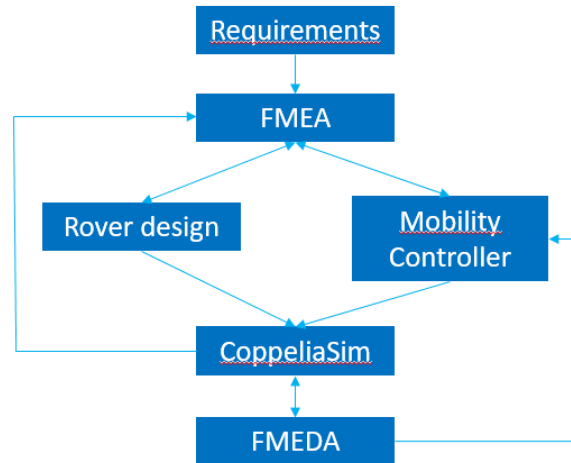 Requirements
FMEA
Rover design
Mobility
Controller
CoppeliaSim
FMEDA